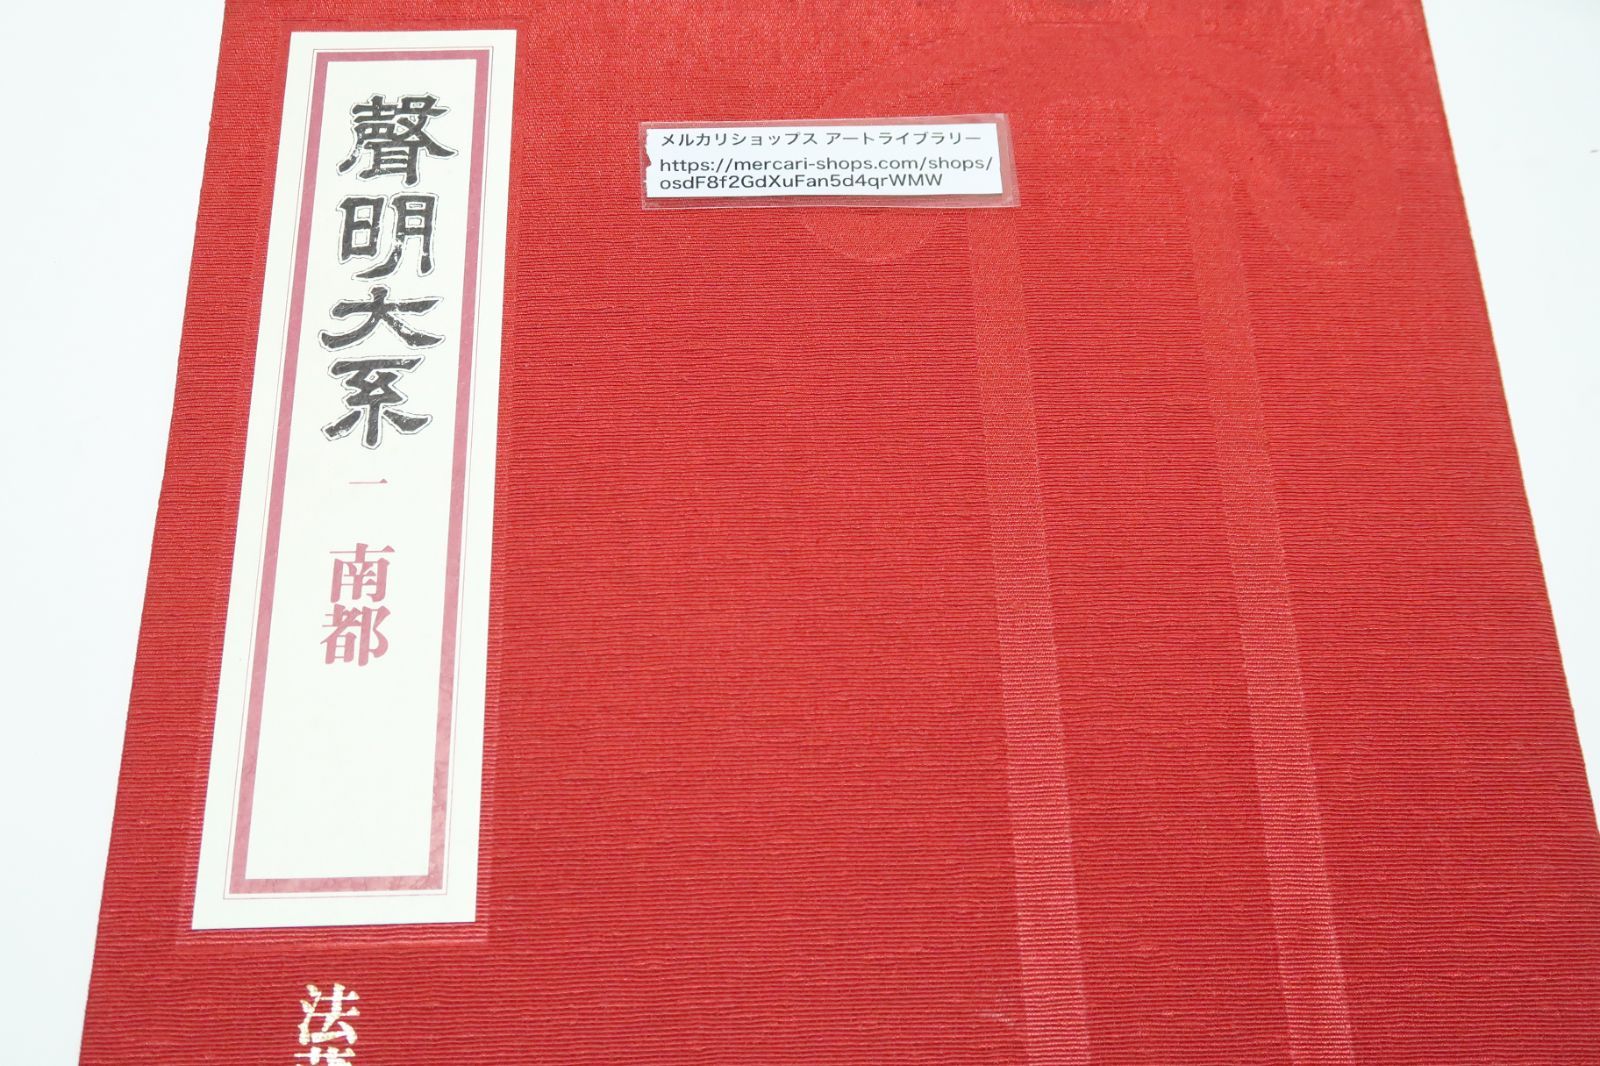 聲明大系
一
南都
メルカリショップス アートライブラリー
https://mercari-shops.com/shops/
osdF8f2GdXuFan5d4qrWMW
法